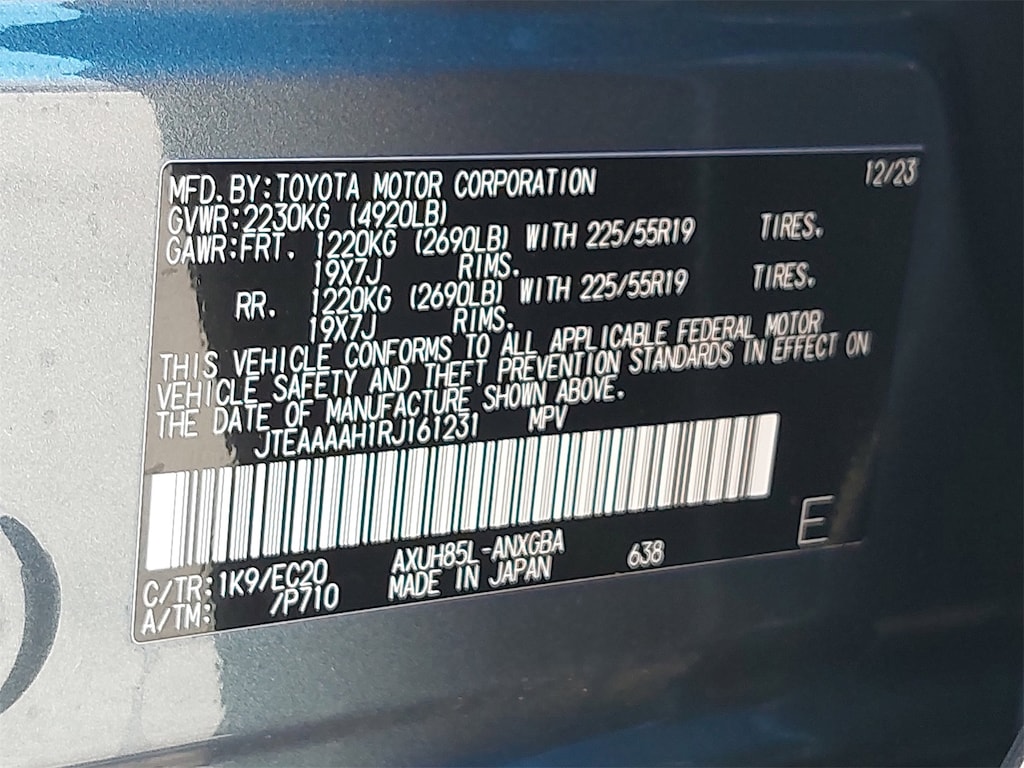 12/23
MFD.BY:TOYOTA MOTOR CORPORATION
GVWR:2230KG (4920LB)
GAWR:FRT. 1220KG (2690LB) WITH 225/55R19 TIRES,
19X7J RIMS.
RR. 1220KG (2690LB) WITH 225/55R19 TIRES,
19X7J RIMS.
THIS VEHICLE CONFORMS TO ALL APPLICABLE FEDERAL MOTOR
VEHICLE SAFETY AND THEFT PREVENTION STANDARDS IN EFFECT ON
THE DATE OF MANUFACTURE SHOWN ABOVE.
JTEAAAAH1RJ161231 MPV
C/TR:1K9/EC20 AXUH85L-ANXGBA 638 E
A/TM: /P710 MADE IN JAPAN